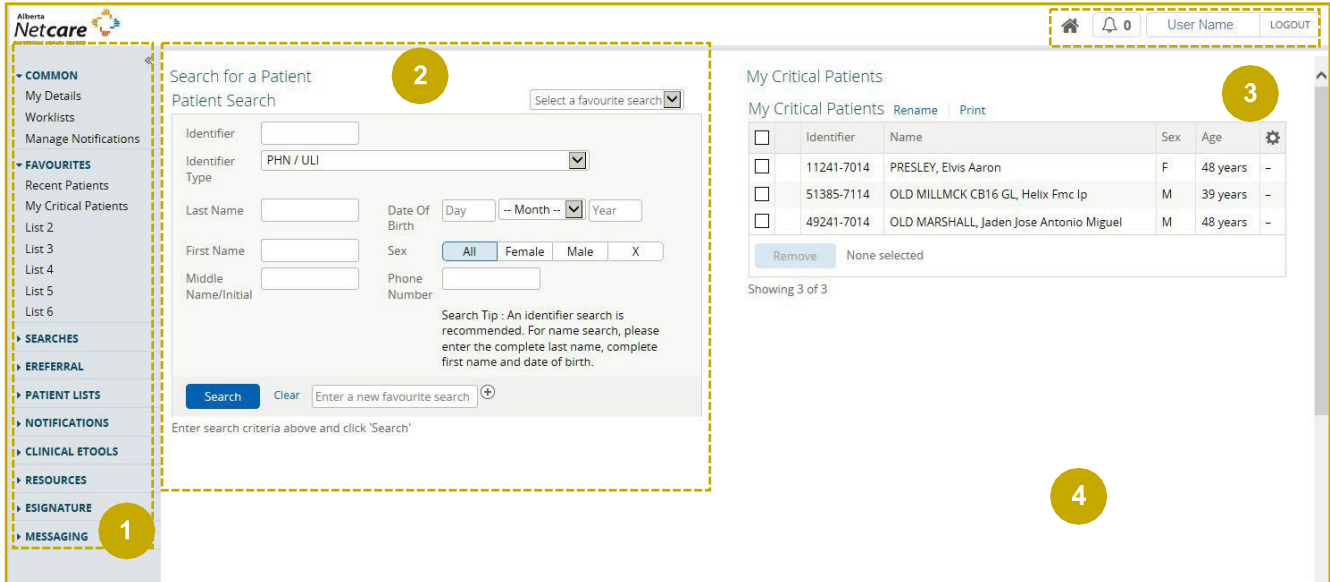 Alberta
Netcare
0
User Name
LOGOUT
COMMON
My Details
Worklists
Manage Notifications
FAVOURITES
Recent Patients
My Critical Patients
List 2
List 3
List 4
List 5
List 6
SEARCHES
EREFERRAL
PATIENT LISTS
NOTIFICATIONS
CLINICAL ETOOLS
RESOURCES
ESIGNATURE
MESSAGING
1
Search for a Patient
2
Patient Search
Select a favourite search
Identifier
Identifier Type
PHN / ULI
Last Name
Date Of Birth
Day
-- Month --
Year
First Name
Sex
All
Female
Male
X
Middle Name/Initial
Phone Number
Search Tip : An identifier search is
recommended. For name search, please
enter the complete last name, complete
first name and date of birth.
Search
Clear
Enter a new favourite search
Enter search criteria above and click 'Search'
My Critical Patients
3
My Critical Patients Rename | Print
Identifier Name Sex Age
11241-7014 PRESLEY, Elvis Aaron F 48 years –
51385-7114 OLD MILLMCK CB16 GL, Helix Fmc Ip M 39 years –
49241-7014 OLD MARSHALL, Jaden Jose Antonio Miguel M 48 years –
Remove None selected
Showing 3 of 3
4